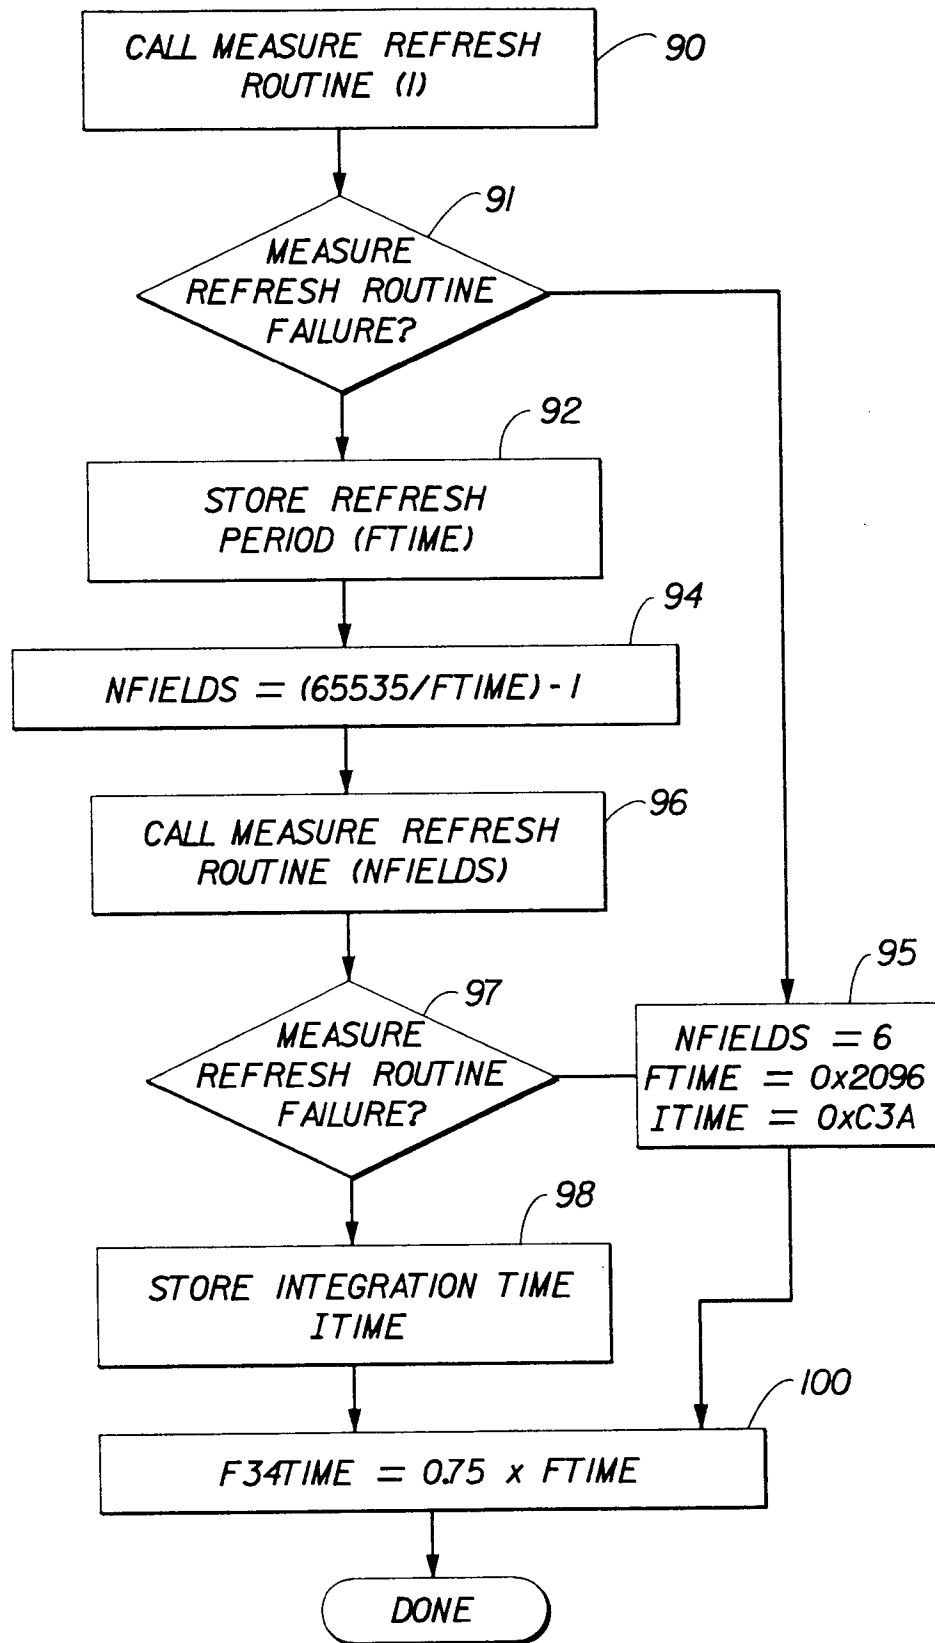 CALL MEASURE REFRESH
ROUTINE (1)
90
91
MEASURE
REFRESH ROUTINE
FAILURE?
92
STORE REFRESH
PERIOD (FTIME)
94
NFIELDS = (65535/FTIME) - 1
96
CALL MEASURE REFRESH
ROUTINE (NFIELDS)
97
MEASURE
REFRESH ROUTINE
FAILURE?
95
NFIELDS = 6
FTIME = 0x2096
ITIME = 0xC3A
98
STORE INTEGRATION TIME
ITIME
100
F34TIME = 0.75 x FTIME
DONE